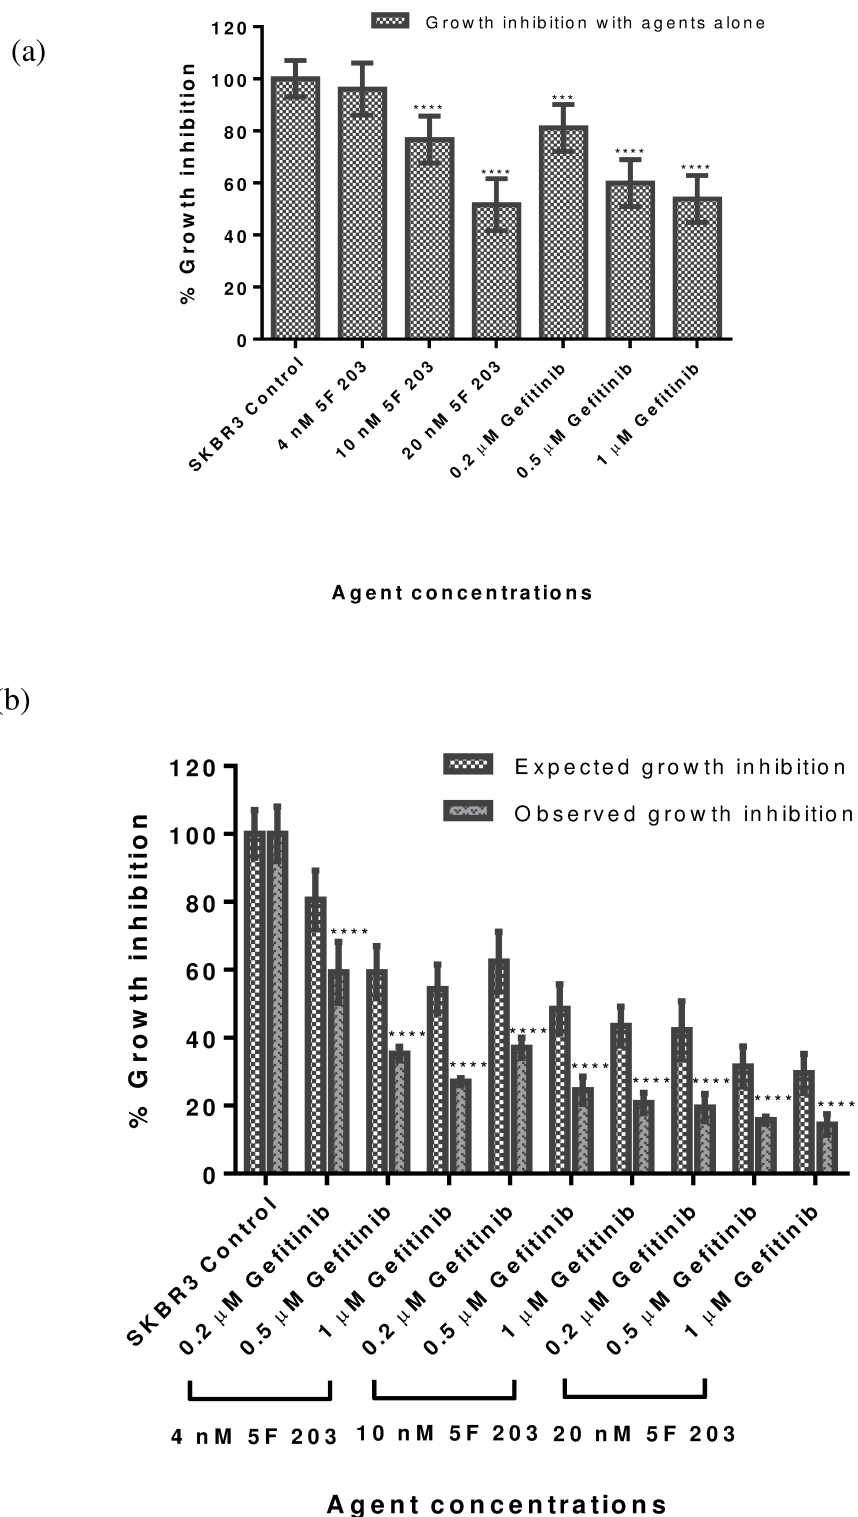 (a)
Growth inhibition with agents alone
% Growth inhibition
120
100
80
60
40
20
0
****
****
***
****
****
SKBR3 Control
4 nM 5F 203
10 nM 5F 203
20 nM 5F 203
0.2 µM Gefitinib
0.5 µM Gefitinib
1 µM Gefitinib
Agent concentrations
(b)
Expected growth inhibition
Observed growth inhibition
% Growth inhibition
120
100
80
60
40
20
0
****
****
****
****
****
****
****
****
****
SKBR3 Control
0.2 µM Gefitinib
0.5 µM Gefitinib
1 µM Gefitinib
0.2 µM Gefitinib
0.5 µM Gefitinib
1 µM Gefitinib
0.2 µM Gefitinib
0.5 µM Gefitinib
1 µM Gefitinib
4 nM 5F 203
10 nM 5F 203
20 nM 5F 203
Agent concentrations